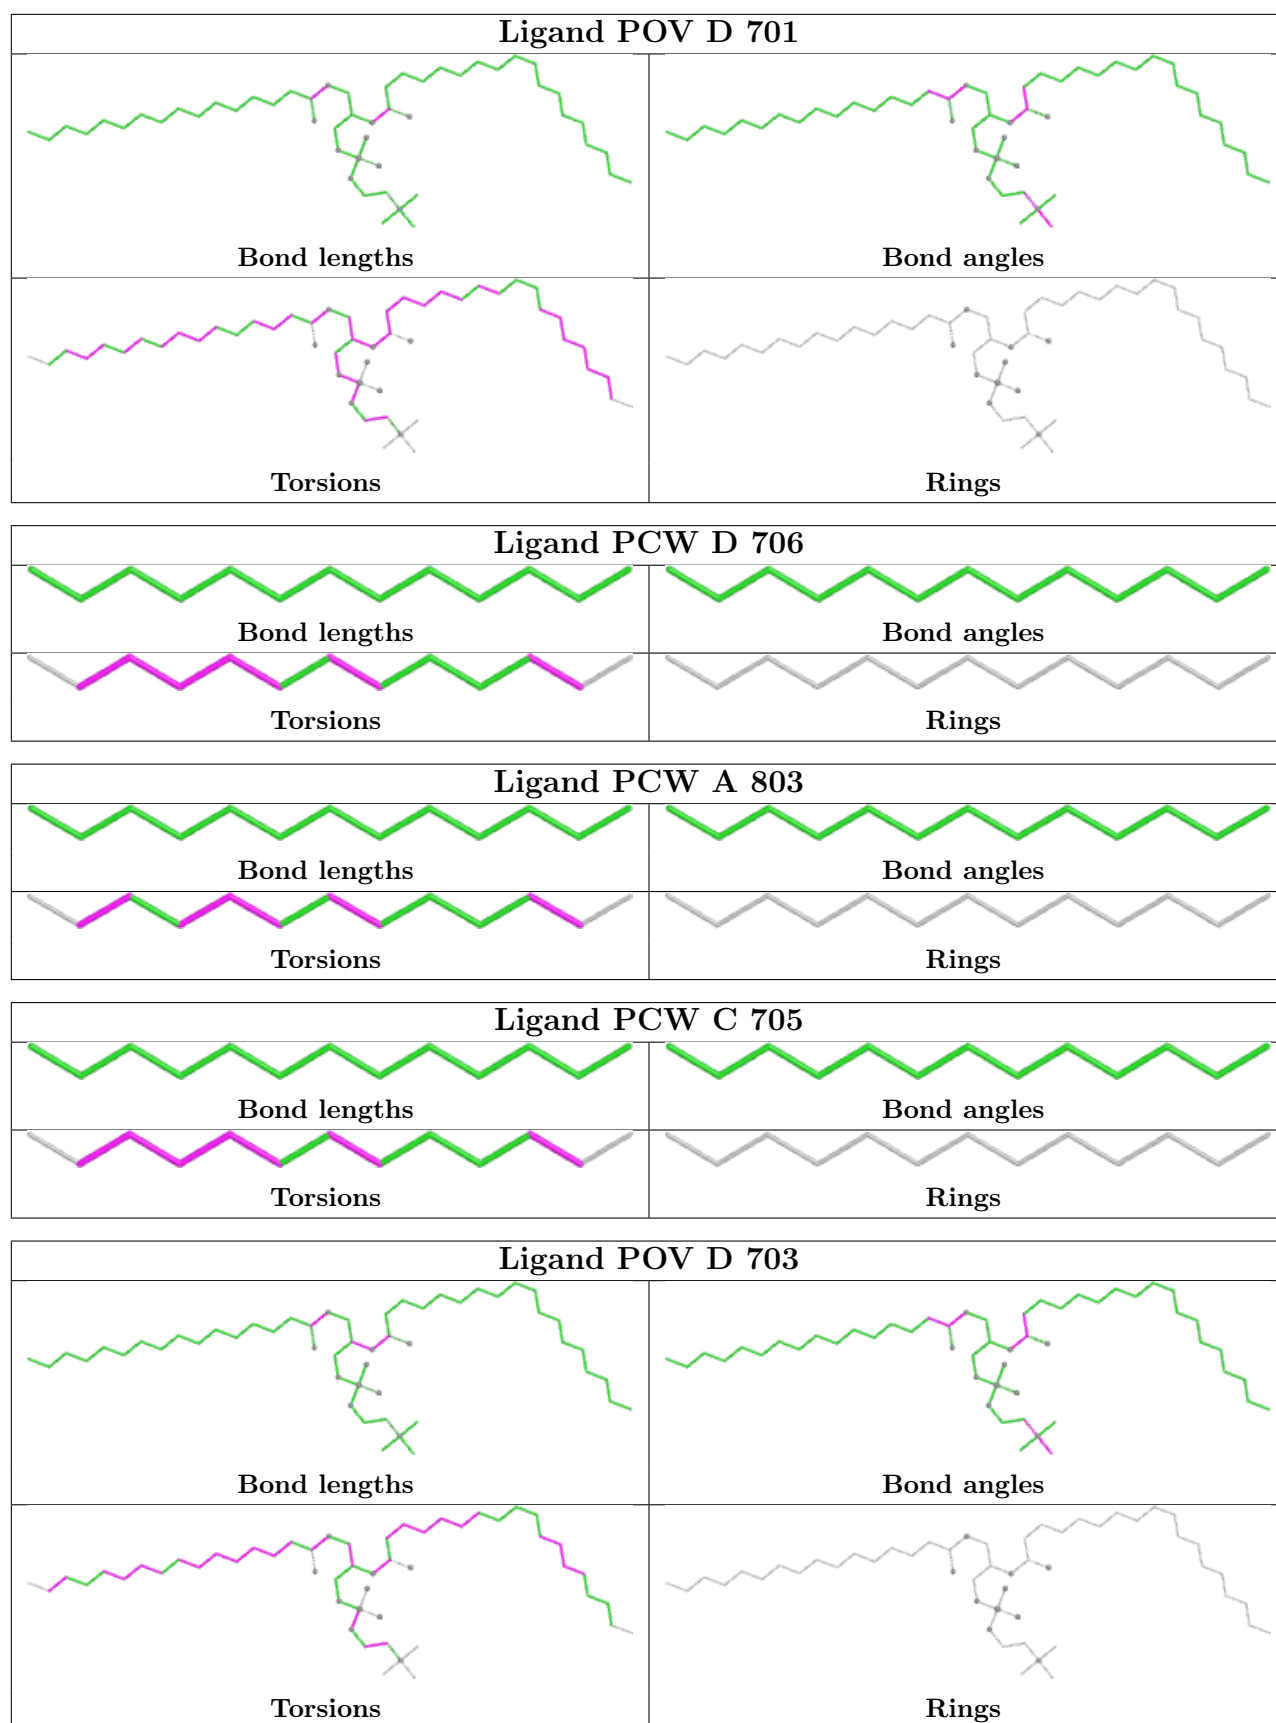 Ligand POV D 701
Bond lengths
Bond angles
Torsions
Rings
Ligand PCW D 706
Bond lengths
Bond angles
Torsions
Rings
Ligand PCW A 803
Bond lengths
Bond angles
Torsions
Rings
Ligand PCW C 705
Bond lengths
Bond angles
Torsions
Rings
Ligand POV D 703
Bond lengths
Bond angles
Torsions
Rings